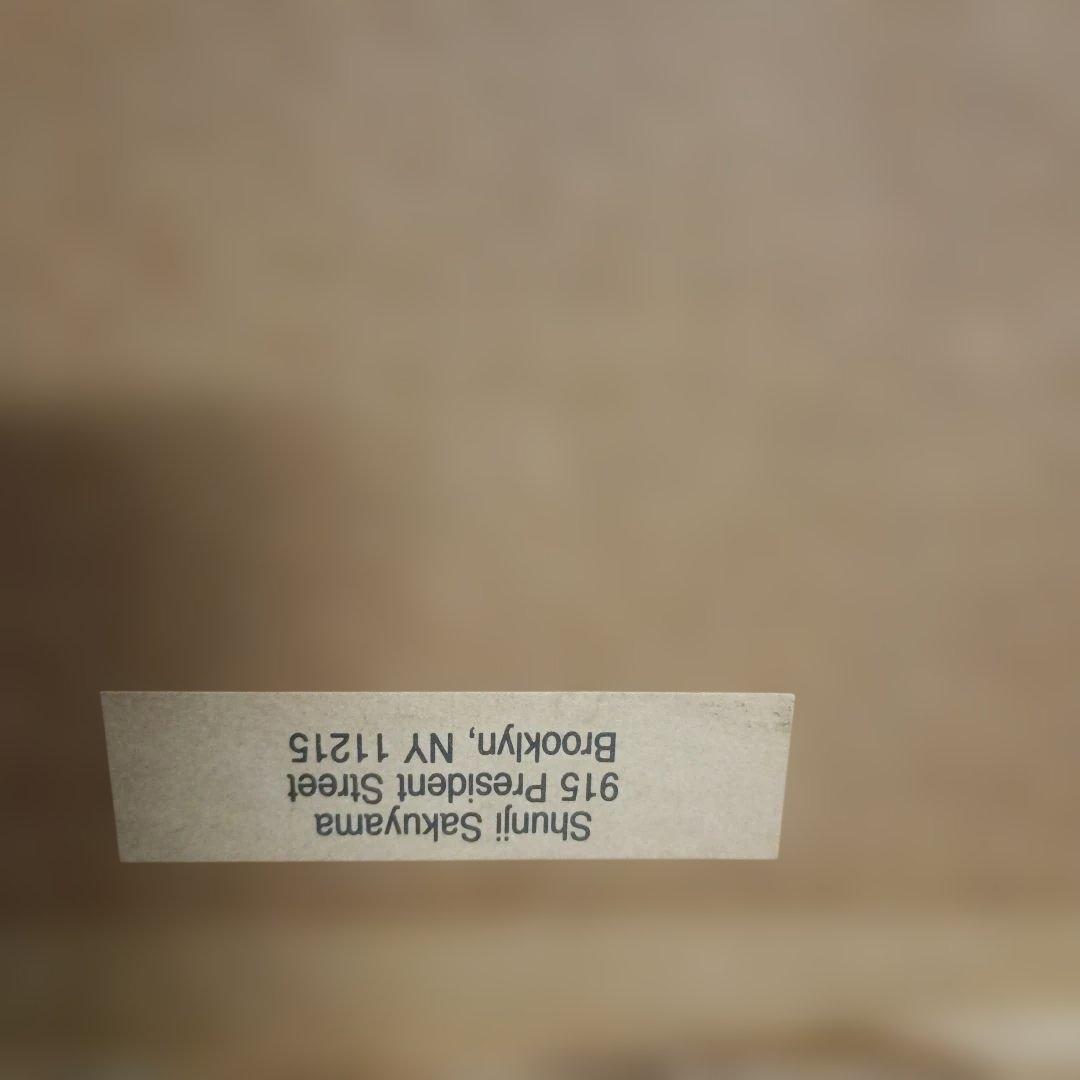 Shunji Sakuyama
915 President Street
Brooklyn, NY 11215